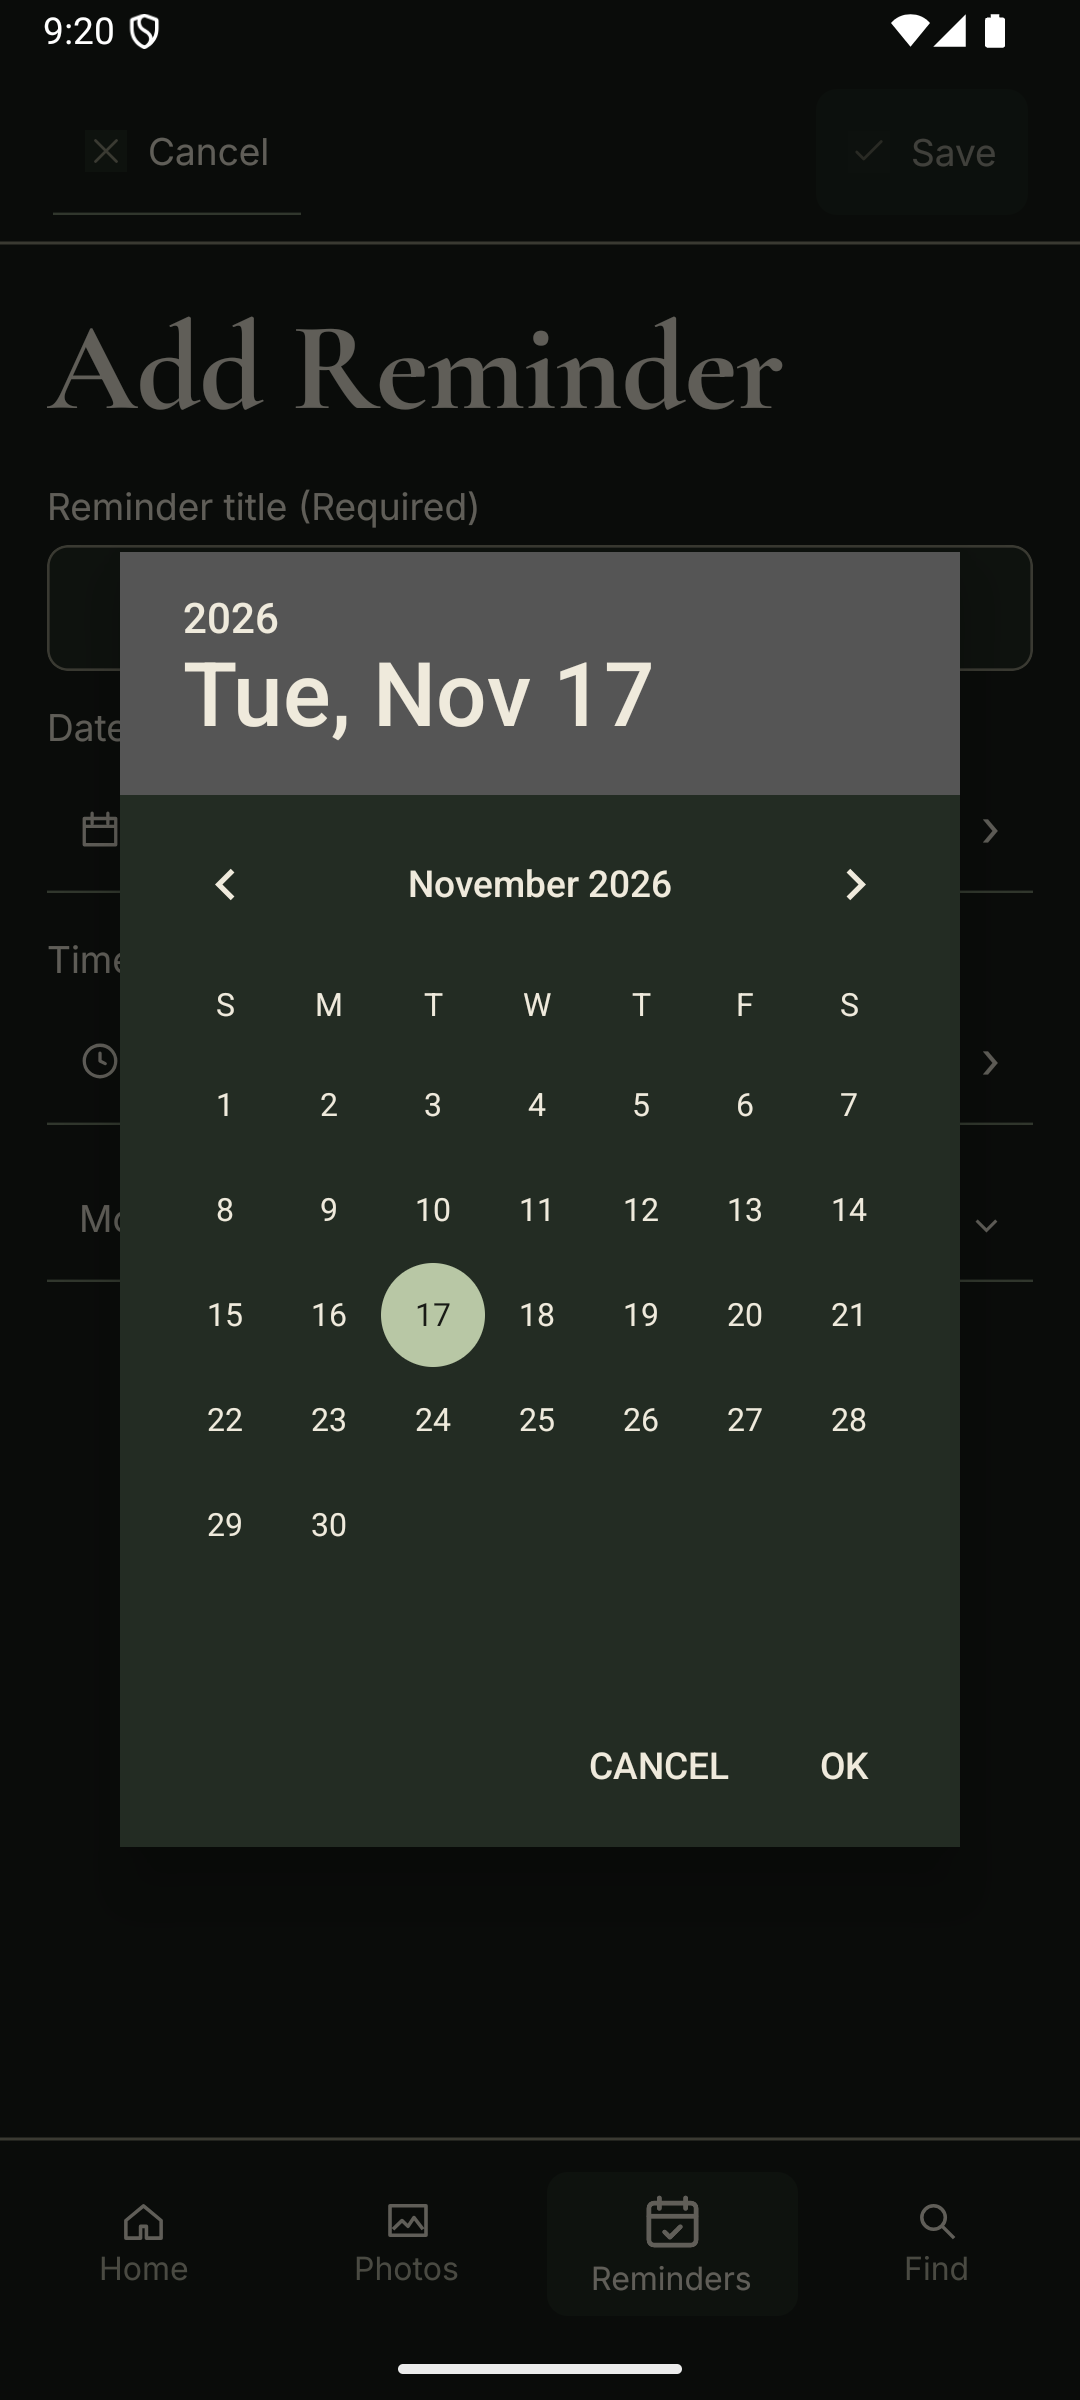 9:20
Cancel
Save
Add Reminder
Reminder title (Required)
2026
Tue, Nov 17
Date
November 2026
S M T W T F S
1 2 3 4 5 6 7
8 9 10 11 12 13 14
15 16 17 18 19 20 21
22 23 24 25 26 27 28
29 30
Time
CANCEL OK
Home
Photos
Reminders
Find